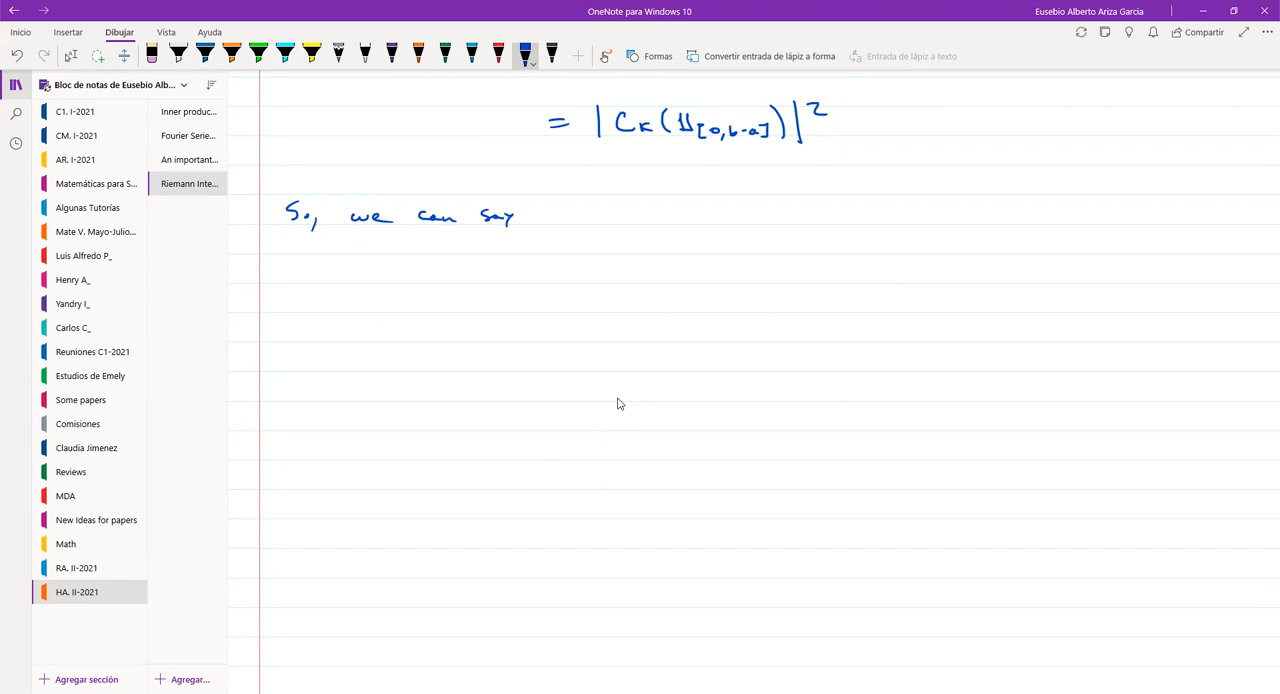 OneNote para Windows 10
Eusebio Alberto Ariza Garcia
Inicio
Insertar
Dibujar
Vista
Ayuda
Compartir
Formas
Convertir entrada de lápiz a forma
Entrada de lápiz a texto
Bloc de notas de Eusebio Alb...
C1. I-2021
CM. I-2021
AR. I-2021
Matemáticas para S...
Algunas Tutorías
Mate V. Mayo-Julio...
Luis Alfredo P_
Henry A_
Yandry I_
Carlos C_
Reuniones C1-2021
Estudios de Emely
Some papers
Comisiones
Claudia Jimenez
Reviews
MDA
New Ideas for papers
Math
RA. II-2021
HA. II-2021
Agregar sección
Inner produc...
Fourier Serie...
An important...
Riemann Inte...
Agregar...
= |C_K(𝟙_[0,b-a])|²
So, we can say